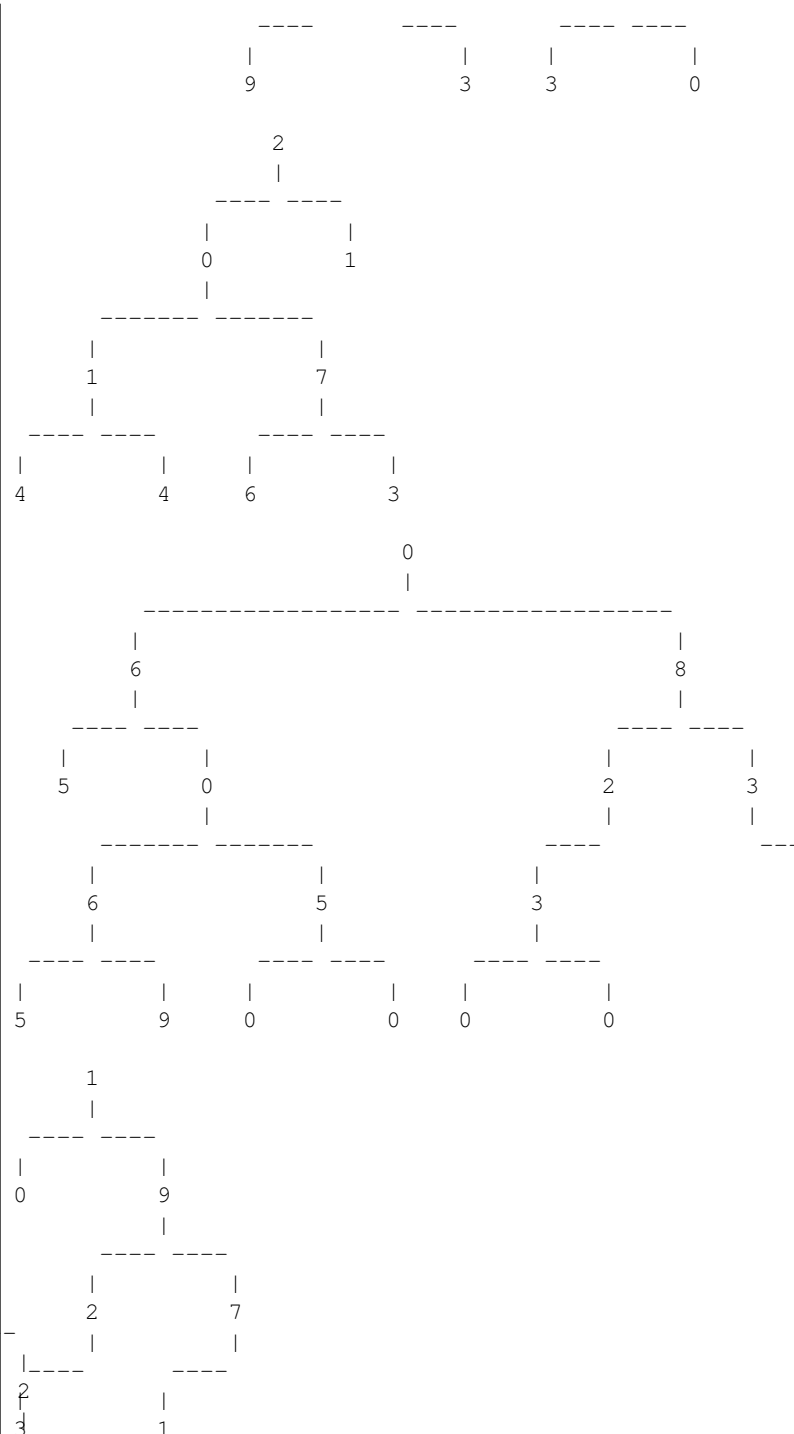 ---- ---- ---- ----
| | | |
9 3 3 0
2
|
---- ----
| |
0 1
|
------- -------
| |
1 7
| |
---- ---- ---- ----
| | | |
4 4 6 3
0
|
------------------ ------------------
| |
6 8
| |
---- ---- ---- ----
| | | |
5 0 2 3
| | |
------- ------- ---- ---
| | |
6 5 3
| | |
---- ---- ---- ---- ---- ----
| | | | | |
5 9 0 0 0 0
1
|
---- ----
| |
0 9
|
---- ----
| |
2 7
-
| |
|
---- ----
2
| |
3 1
|